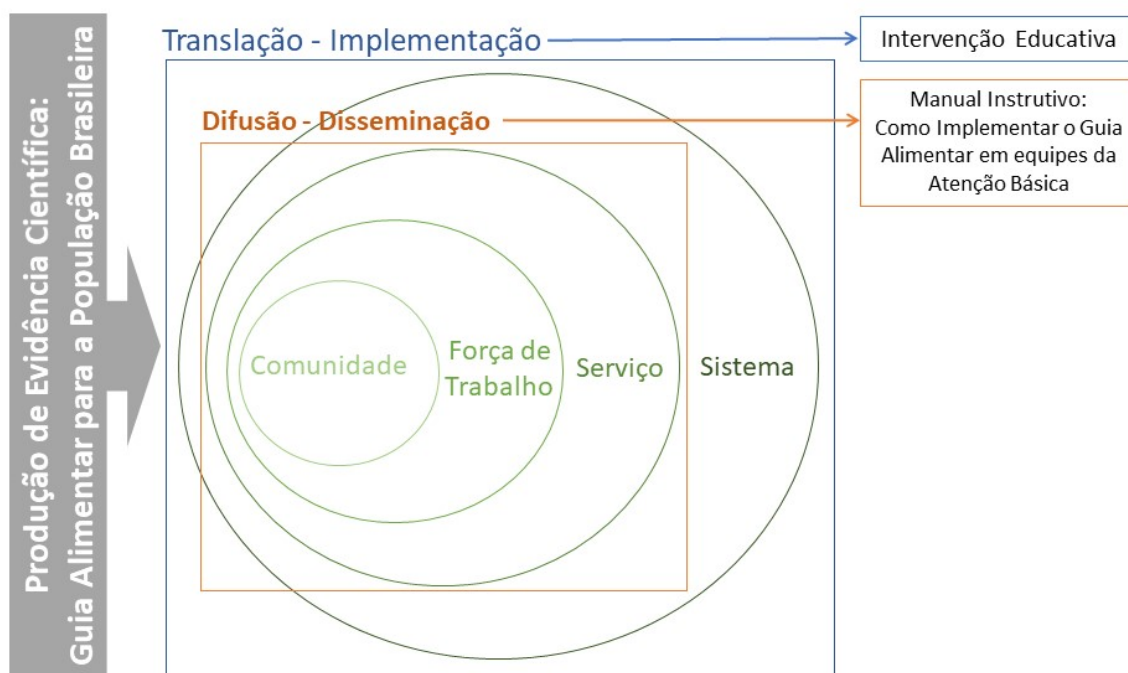 Produção de Evidência Científica:
Guia Alimentar para a População Brasileira
Translação - Implementação
Intervenção Educativa
Difusão - Disseminação
Manual Instrutivo:
Como Implementar o Guia
Alimentar em equipes da
Atenção Básica
Comunidade
Força de
Trabalho
Serviço
Sistema